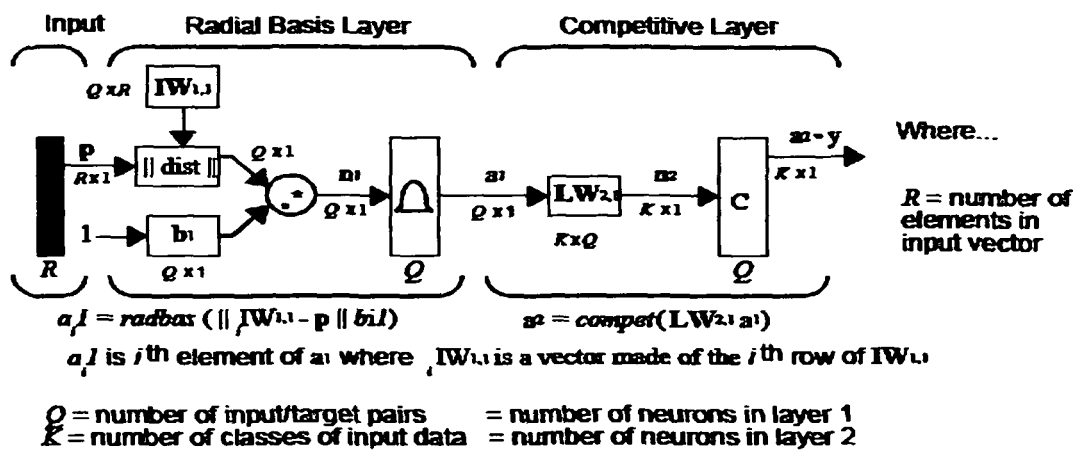 Input Radial Basis Layer Competitive Layer
Q x R IW1,1
p
R x 1
|| dist ||
Q x 1
.*
n1
Q x 1
a1
Q x 1
LW2,1
K x Q
n2
K x 1
C
a2 - y
K x 1
1
b1
Q x 1
R Q Q
Where...
R = number of
elements in
input vector
ai1 = radbas (|| iIW1,1 - p || bi1)
a2 = compet(LW2,1 a1)
ai1 is i th element of a1 where iIW1,1 is a vector made of the i th row of IW1,1
Q = number of input/target pairs = number of neurons in layer 1
K = number of classes of input data = number of neurons in layer 2